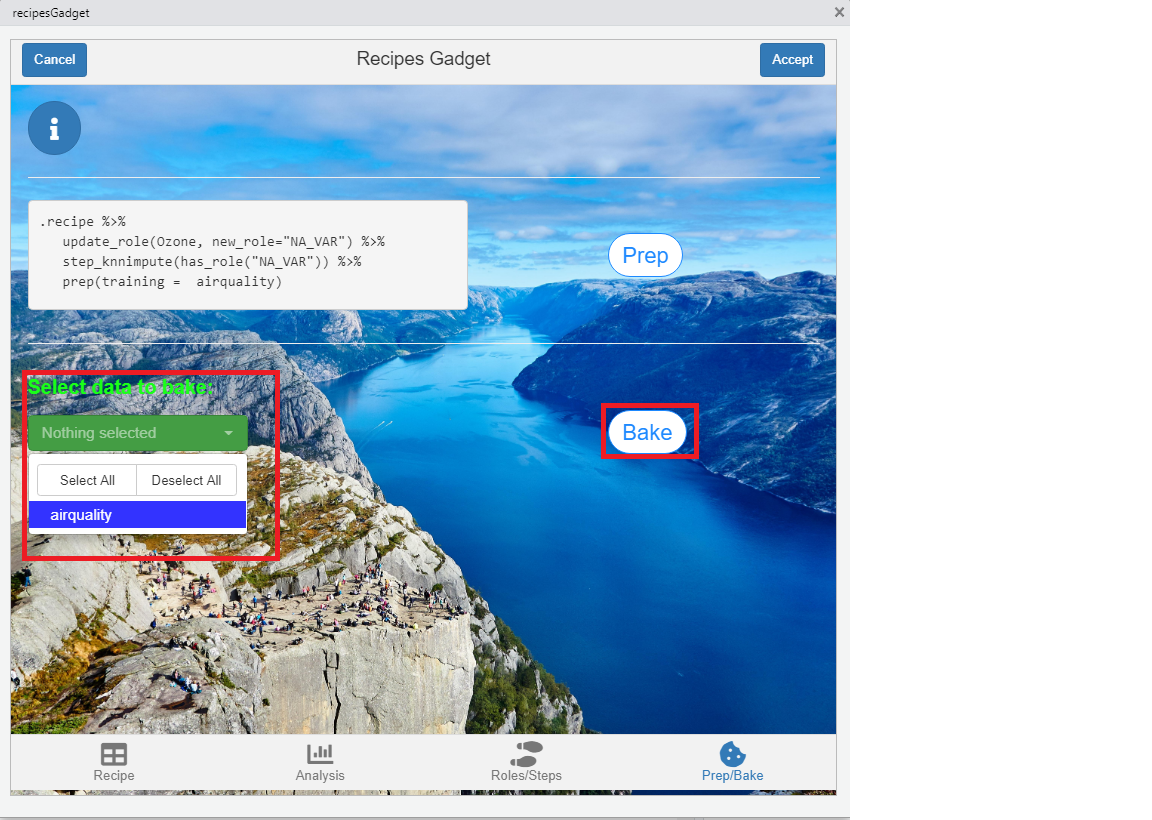 recipesGadget
Cancel
Recipes Gadget
Accept
.recipe %>%
update_role(Ozone, new_role="NA_VAR") %>%
step_knnimpute(has_role("NA_VAR")) %>%
prep(training =  airquality)
Prep
Select data to bake:
Nothing selected
Bake
Select All
Deselect All
airquality
Recipe
Analysis
Roles/Steps
Prep/Bake